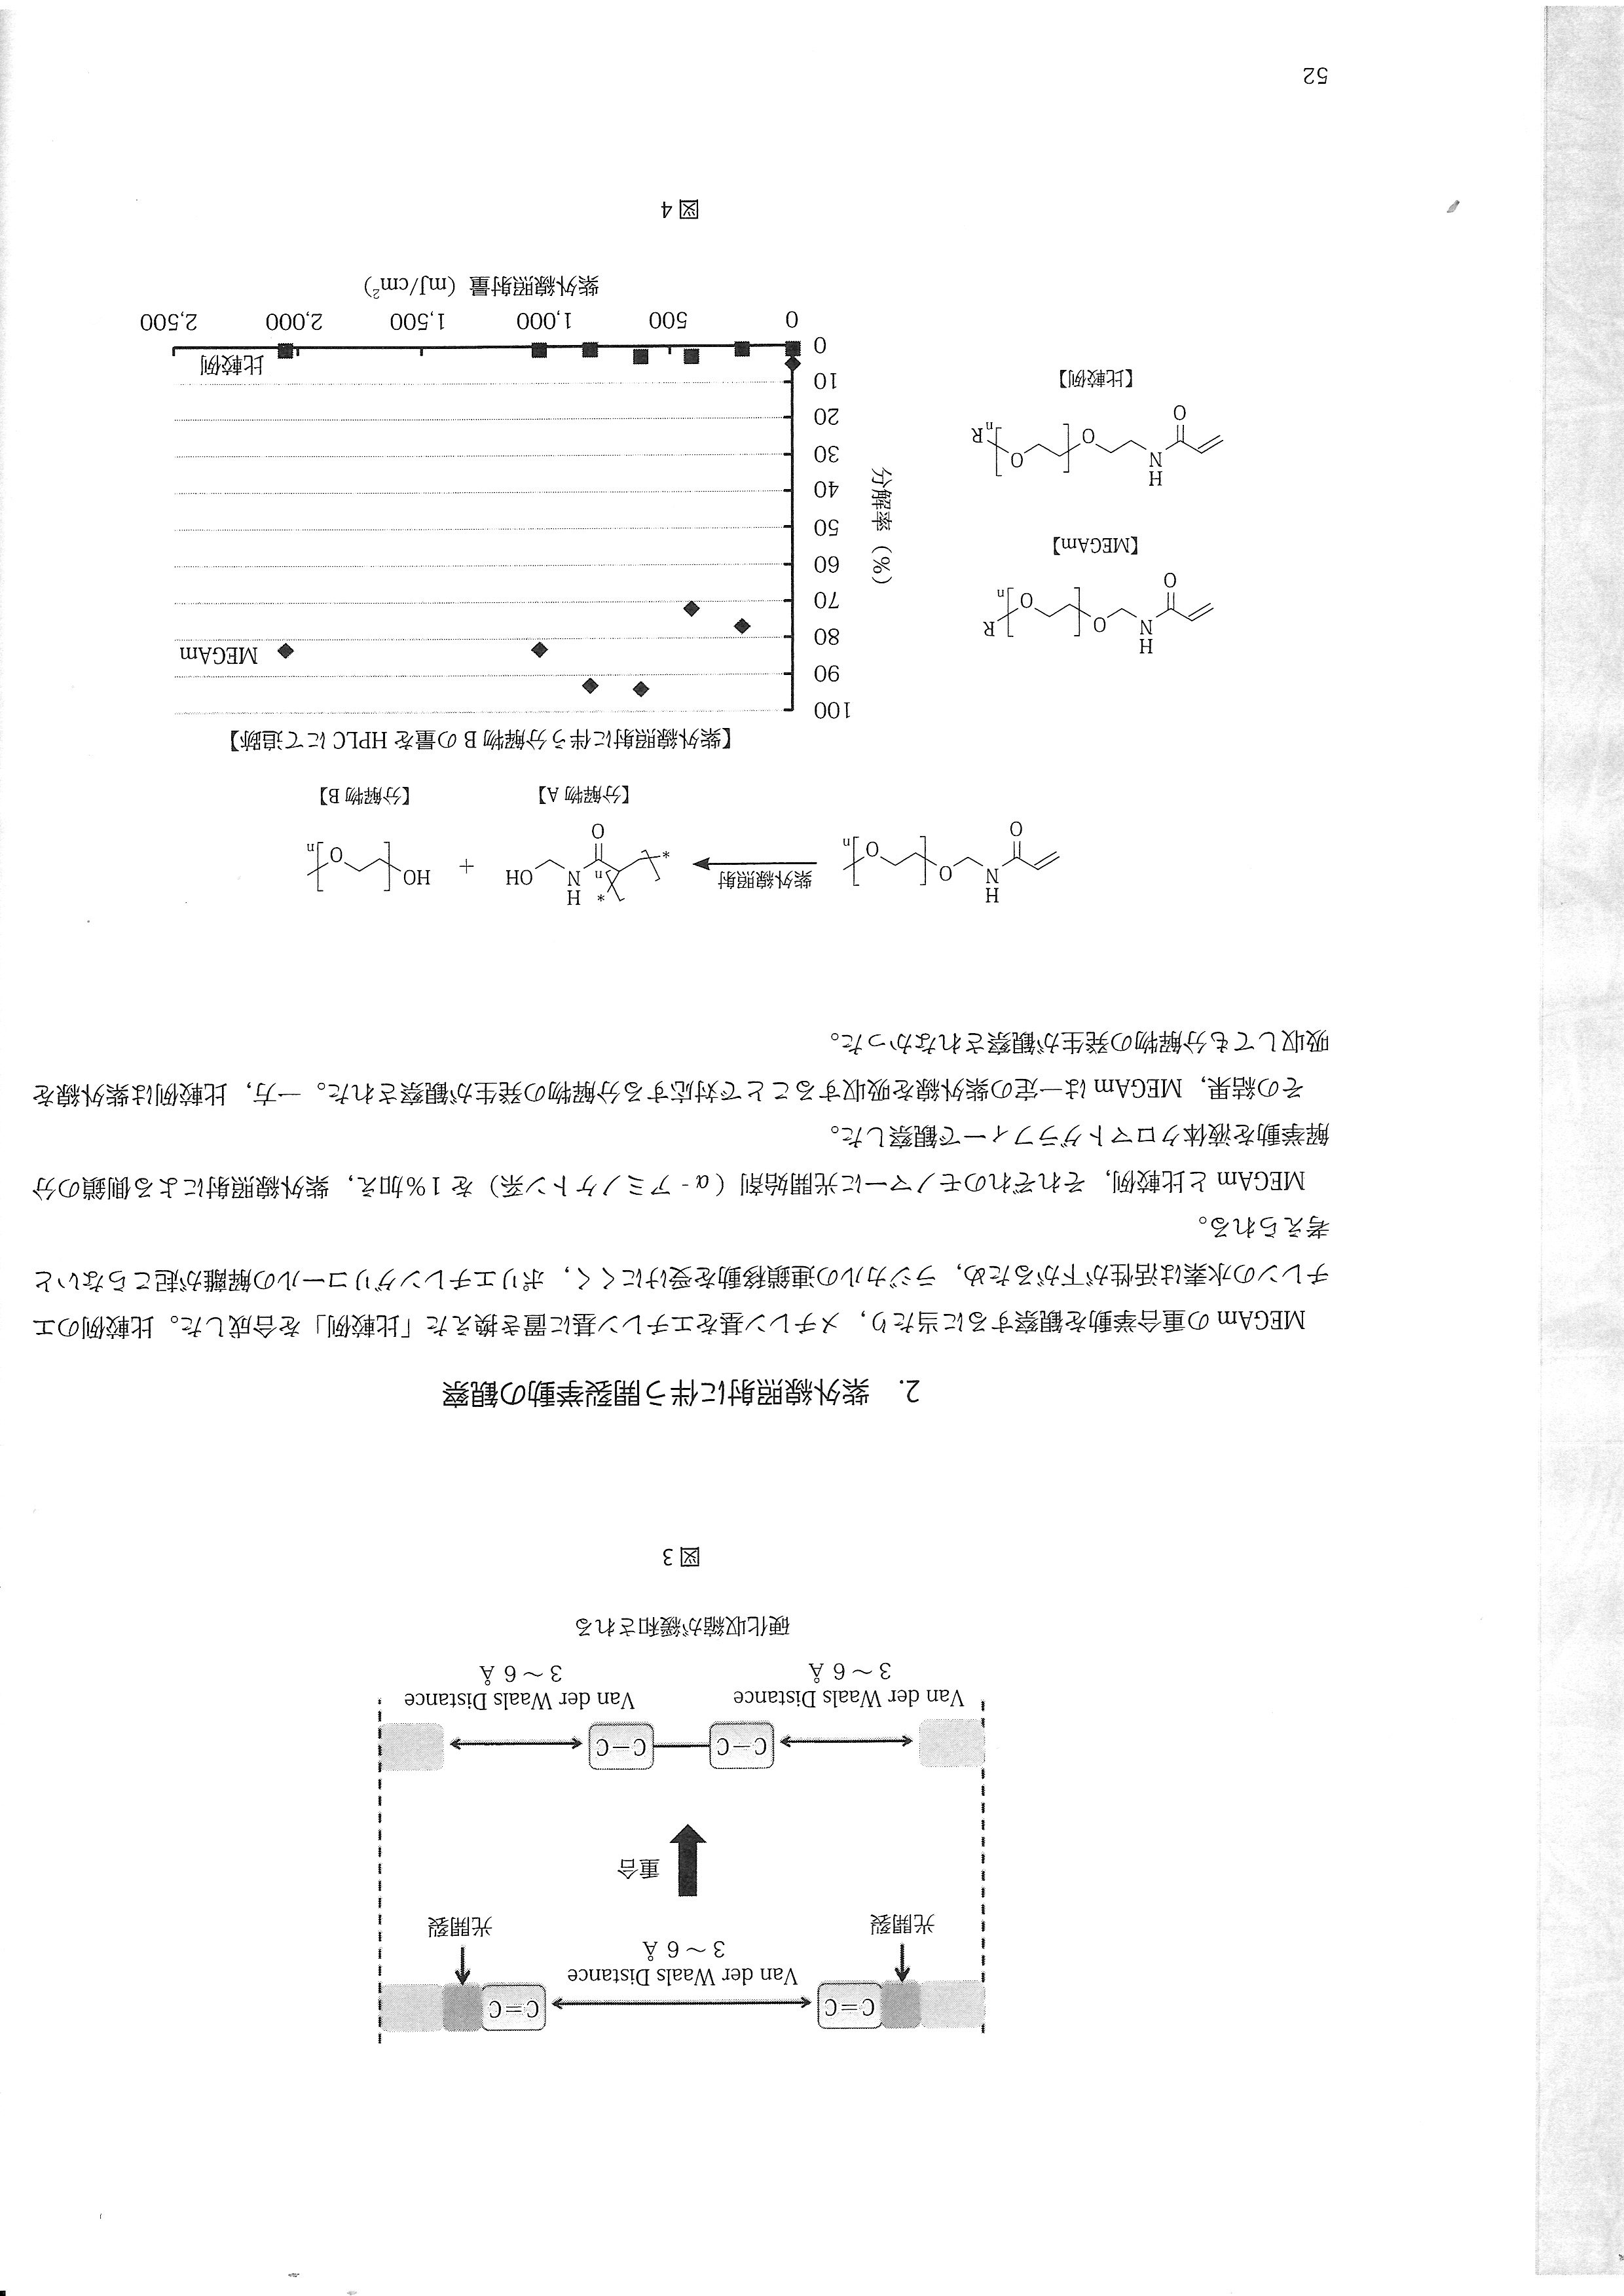 C=C
C=C
Van der Waals Distance
3～6 Å
光開裂
光開裂
重合
C－C
C－C
Van der Waals Distance
3～6 Å
Van der Waals Distance
3～6 Å
硬化収縮が緩和される
図3
2. 紫外線照射に伴う開裂挙動の観察
MEGAm の重合挙動を観察するに当たり，メチレン基をエチレン基に置き換えた「比較例」を合成した。比較例のエ
チレンの水素は活性が下がるため，ラジカルの連鎖移動を受けにくく，ポリエチレングリコールの解離が起こらないと
考えられる。
MEGAm と比較例，それぞれのモノマーに光開始剤（α‐アミノケトン系）を1％加え，紫外線照射による側鎖の分
解挙動を液体クロマトグラフィーで観察した。
その結果，MEGAm は一定の紫外線を吸収することで対応する分解物の発生が観察された。一方，比較例は紫外線を
吸収しても分解物の発生が観察されなかった。
H
N
O
O
O
n
紫外線照射
*
*
n
H
N
OH
O
+
HO
O
n
【分解物 A】
【分解物 B】
【紫外線照射に伴う分解物 B の量を HPLC にて追跡】
H
N
O
O
O
n
R
【MEGAm】
H
N
O
O
O
n
R
【比較例】
分解率（%）
100
90
80
70
60
50
40
30
20
10
0
MEGAm
比較例
0 500 1,000 1,500 2,000 2,500
紫外線照射量（mJ/cm²）
図4
52